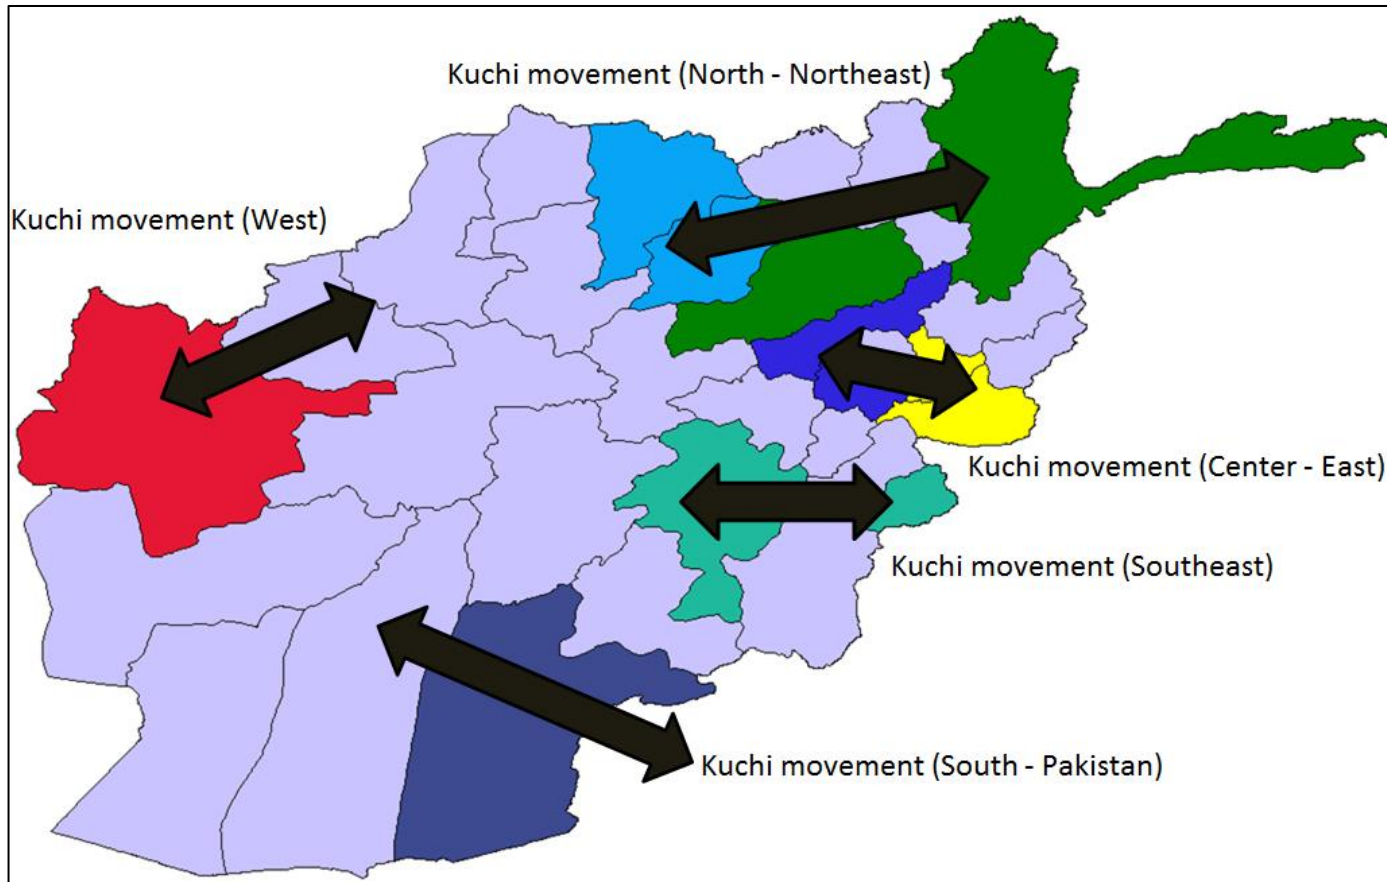 Kuchi movement (North - Northeast)
Kuchi movement (West)
Kuchi movement (Center - East)
Kuchi movement (Southeast)
Kuchi movement (South - Pakistan)